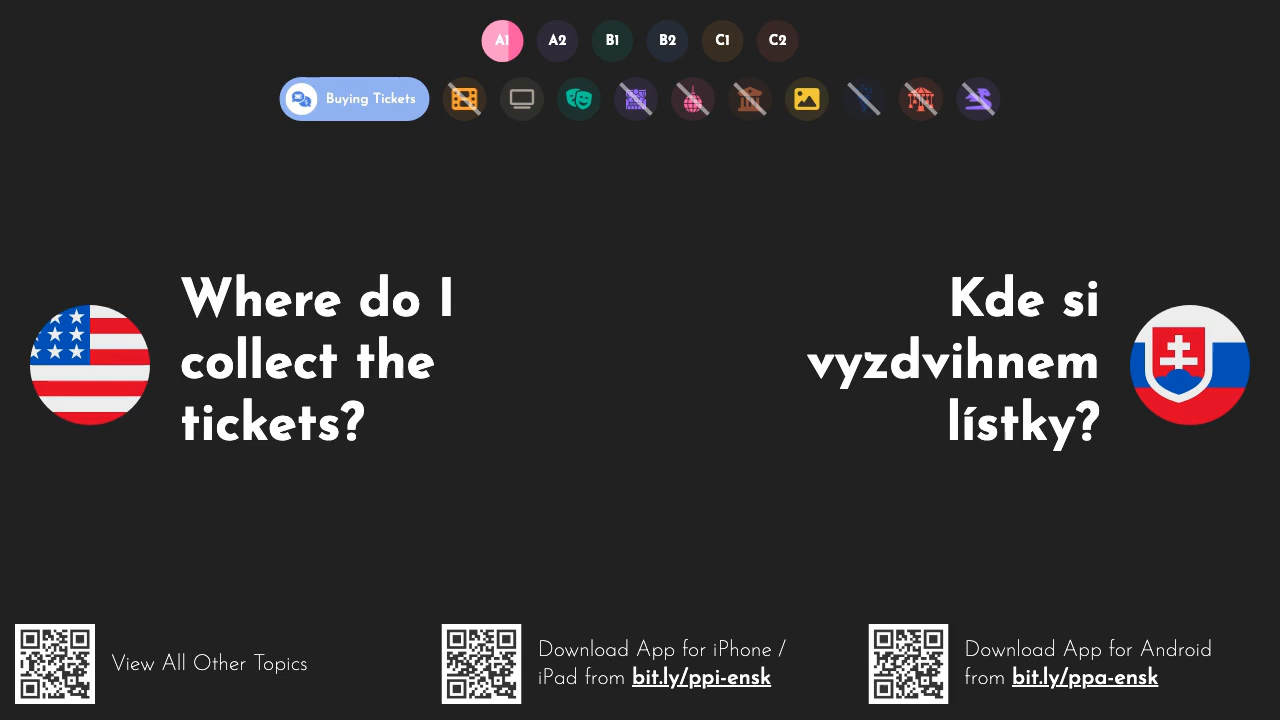 A1 A2 B1 B2 C1 C2
Buying Tickets
Where do I
collect the
tickets?
Kde si
vyzdvihnem
lístky?
View All Other Topics
Download App for iPhone /
iPad from bit.ly/ppi-ensk
Download App for Android
from bit.ly/ppa-ensk